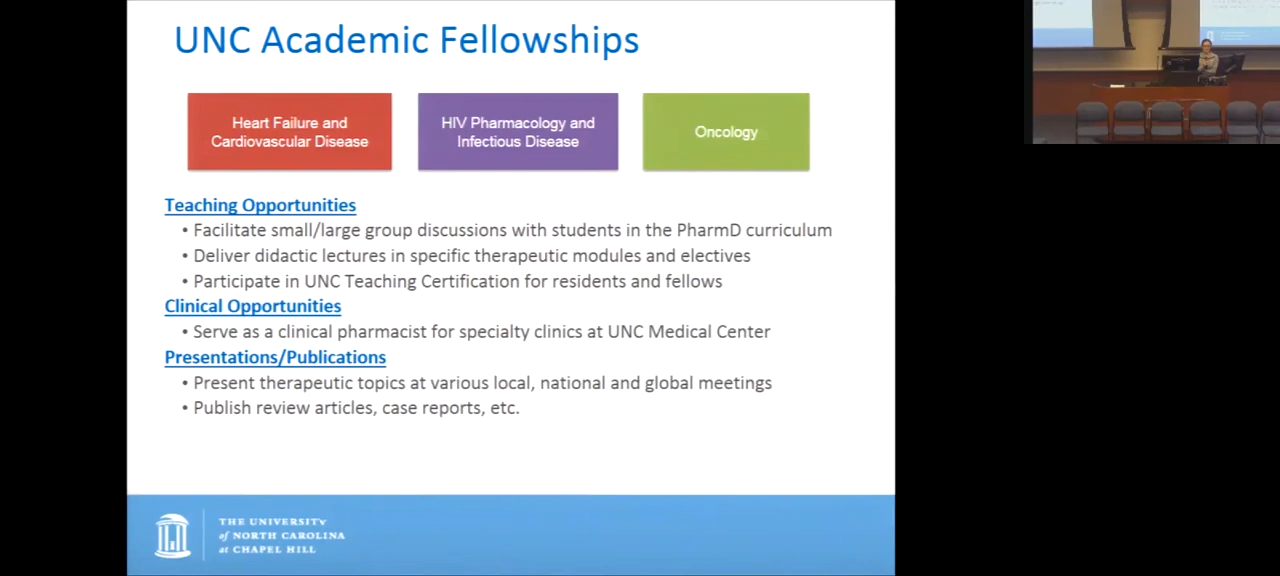 UNC Academic Fellowships
Heart Failure and
Cardiovascular Disease
HIV Pharmacology and
Infectious Disease
Oncology
Teaching Opportunities
• Facilitate small/large group discussions with students in the PharmD curriculum
• Deliver didactic lectures in specific therapeutic modules and electives
• Participate in UNC Teaching Certification for residents and fellows
Clinical Opportunities
• Serve as a clinical pharmacist for specialty clinics at UNC Medical Center
Presentations/Publications
• Present therapeutic topics at various local, national and global meetings
• Publish review articles, case reports, etc.
THE UNIVERSITY
of NORTH CAROLINA
at CHAPEL HILL